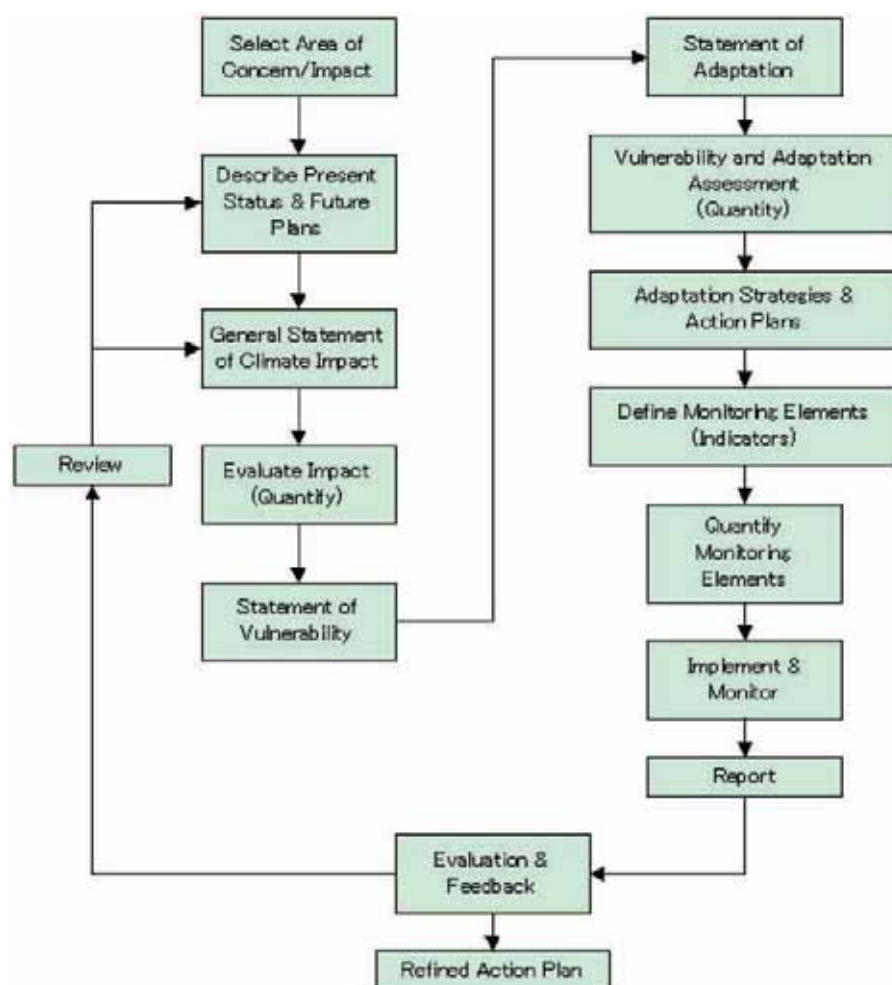 Select Area of
Concern/Impact
Describe Present
Status & Future
Plans
General Statement
of Climate Impact
Review
Evaluate Impact
(Quantify)
Statement of
Vulnerability
Statement of
Adaptation
Vulnerability and Adaptation
Assessment
(Quantity)
Adaptation Strategies &
Action Plans
Define Monitoring Elements
(Indicators)
Quantify
Monitoring
Elements
Implement &
Monitor
Report
Evaluation &
Feedback
Refined Action Plan